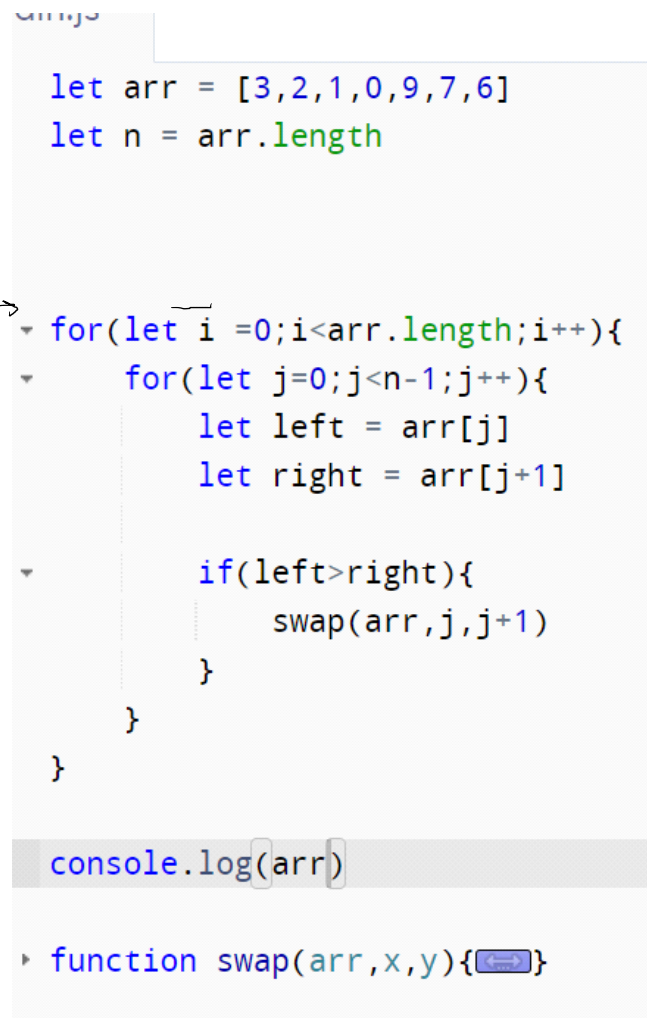 let arr = [3,2,1,0,9,7,6]
let n = arr.length
for(let i =0;i<arr.length;i++){
for(let j=0;j<n-1;j++){
let left = arr[j]
let right = arr[j+1]
if(left>right){
swap(arr,j,j+1)
}
}
}
console.log(arr)
function swap(arr,x,y){}